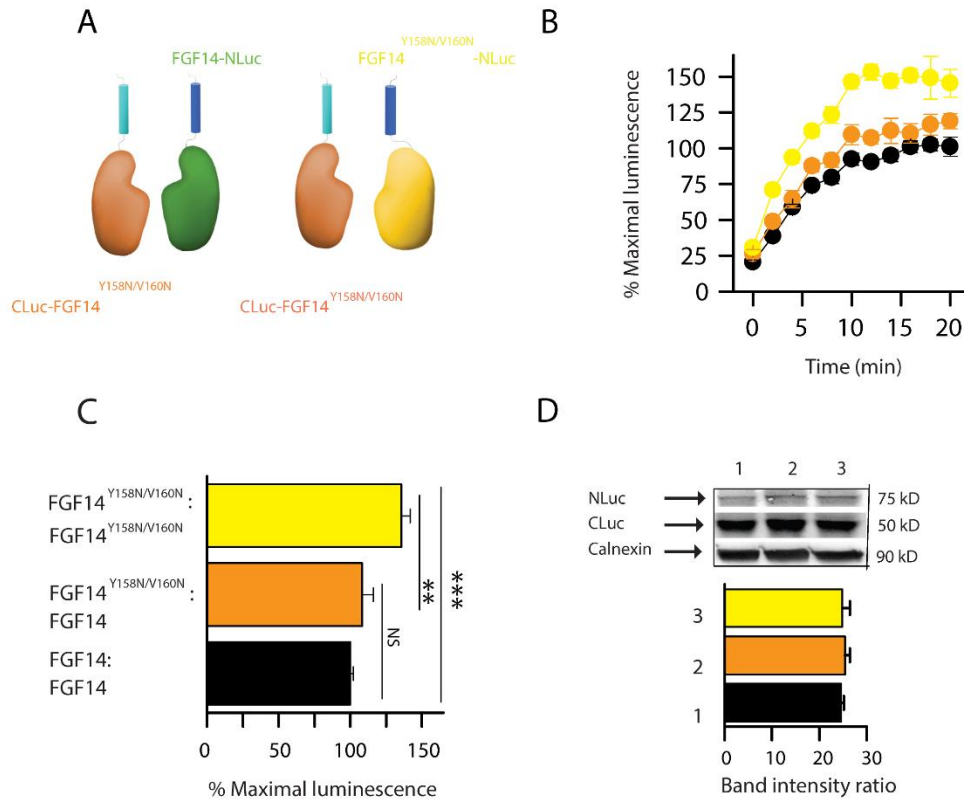 A
FGF14-NLuc
FGF14 Y158N/V160N -NLuc
CLuc-FGF14 Y158N/V160N
CLuc-FGF14 Y158N/V160N
B
% Maximal luminescence
150
125
100
75
50
25
0
0 5 10 15 20
Time (min)
C
FGF14 Y158N/V160N :
FGF14 Y158N/V160N
FGF14 Y158N/V160N :
FGF14
FGF14:
FGF14
**
***
NS
0 50 100 150
% Maximal luminescence
D
1 2 3
NLuc 75 kD
CLuc 50 kD
Calnexin 90 kD
3
2
1
0 10 20 30
Band intensity ratio